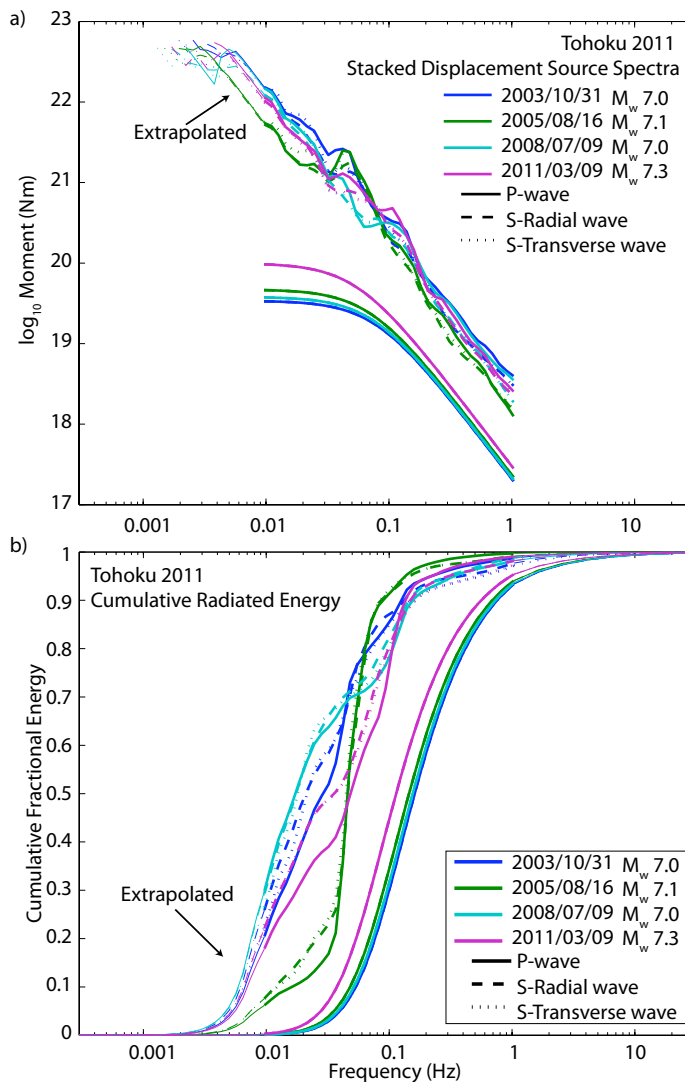 a)
23
22
21
20
19
18
17
log10 Moment (Nm)
Tohoku 2011
Stacked Displacement Source Spectra
2003/10/31 Mw 7.0
2005/08/16 Mw 7.1
2008/07/09 Mw 7.0
2011/03/09 Mw 7.3
P-wave
S-Radial wave
S-Transverse wave
Extrapolated
0.001 0.01 0.1 1 10
b)
1
0.9
0.8
0.7
0.6
0.5
0.4
0.3
0.2
0.1
0
Cumulative Fractional Energy
Tohoku 2011
Cumulative Radiated Energy
Extrapolated
2003/10/31 Mw 7.0
2005/08/16 Mw 7.1
2008/07/09 Mw 7.0
2011/03/09 Mw 7.3
P-wave
S-Radial wave
S-Transverse wave
0.001 0.01 0.1 1 10
Frequency (Hz)